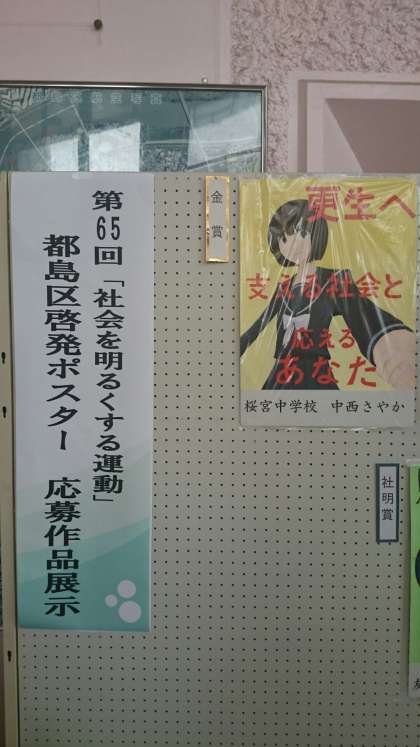 第65回「社会を明るくする運動」
都島区啓発ポスター 応募作品展示
金賞
更生へ
支える社会と
応える
あなた
桜宮中学校 中西さやか
社明賞